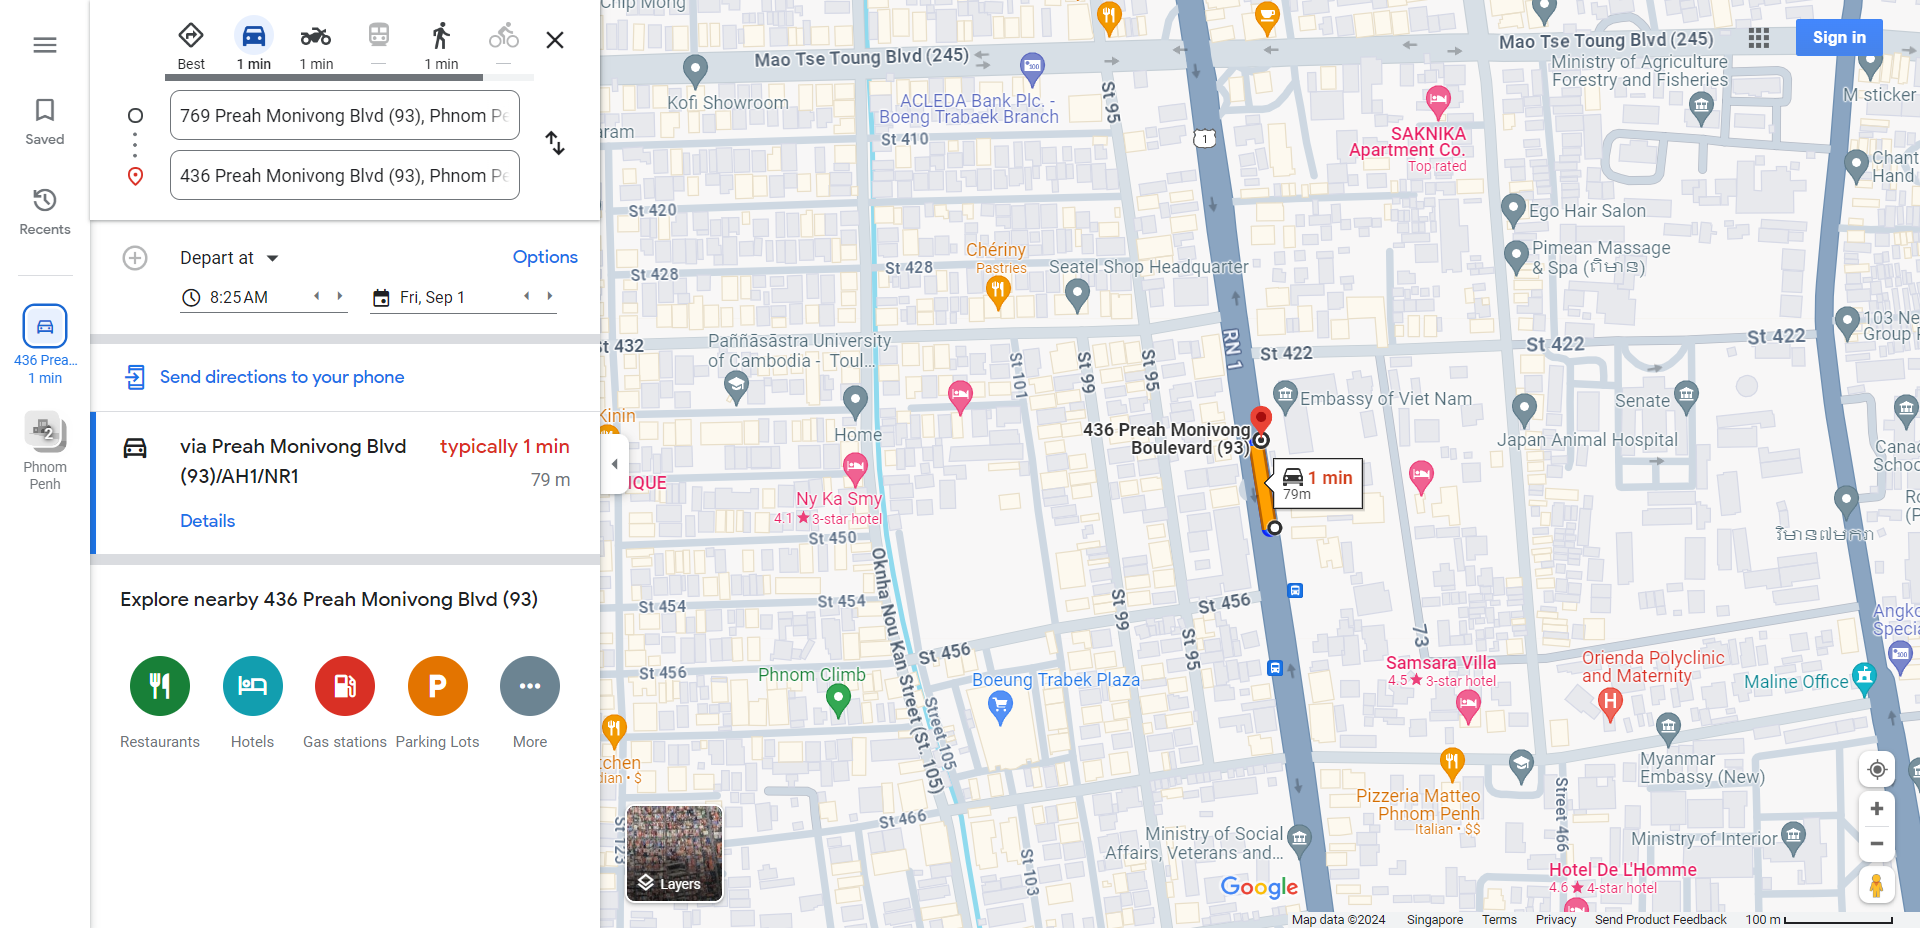 Saved
Recents
436 Prea...
1 min
2
Phnom
Penh
Best
1 min
1 min
—
1 min
—
769 Preah Monivong Blvd (93), Phnom Pe
436 Preah Monivong Blvd (93), Phnom Pe
Depart at
Options
8:25 AM
Fri, Sep 1
Send directions to your phone
via Preah Monivong Blvd
(93)/AH1/NR1
typically 1 min
79 m
Details
Explore nearby 436 Preah Monivong Blvd (93)
Restaurants
Hotels
Gas stations
P
Parking Lots
More
Chip Mong
Mao Tse Toung Blvd (245)
Mao Tse Toung Blvd (245)
Sign in
Kofi Showroom
ACLEDA Bank Plc. -
Boeng Trabaek Branch
St 95
Ministry of Agriculture
Forestry and Fisheries
M sticker
aram
St 410
1
SAKNIKA
Apartment Co.
Top rated
Chant
Hand
St 420
Ego Hair Salon
Chériny
Pastries
Pimean Massage
& Spa (ពិមាន)
St 428
St 428
Seatel Shop Headquarter
103 Ne
Group
St 432
Paññāsāstra University
of Cambodia - Toul...
St 101
St 99
St 95
RN 1
St 422
St 422
St 422
Embassy of Viet Nam
Senate
Kinin
Home
436 Preah Monivong
Boulevard (93)
Japan Animal Hospital
Canad
Schoo
1 min
79m
IQUE
Ny Ka Smy
4.1 ★ 3-star hotel
St 450
Oknha Nou Kan Street (St. 105)
វិមាន៧មករា
St 454
St 454
St 99
St 456
St 95
73
Angko
Specia
St 456
St 456
Phnom Climb
Boeung Trabek Plaza
Street 105
Samsara Villa
4.5 ★ 3-star hotel
Orienda Polyclinic
and Maternity
H
Maline Office
tchen
dian · $
Myanmar
Embassy (New)
Pizzeria Matteo
Phnom Penh
Italian · $$
Street 466
St 123
St 466
St 103
Ministry of Social
Affairs, Veterans and...
Ministry of Interior
Hotel De L'Homme
4.6 ★ 4-star hotel
Layers
Google
Map data ©2024
Singapore
Terms
Privacy
Send Product Feedback
100 m